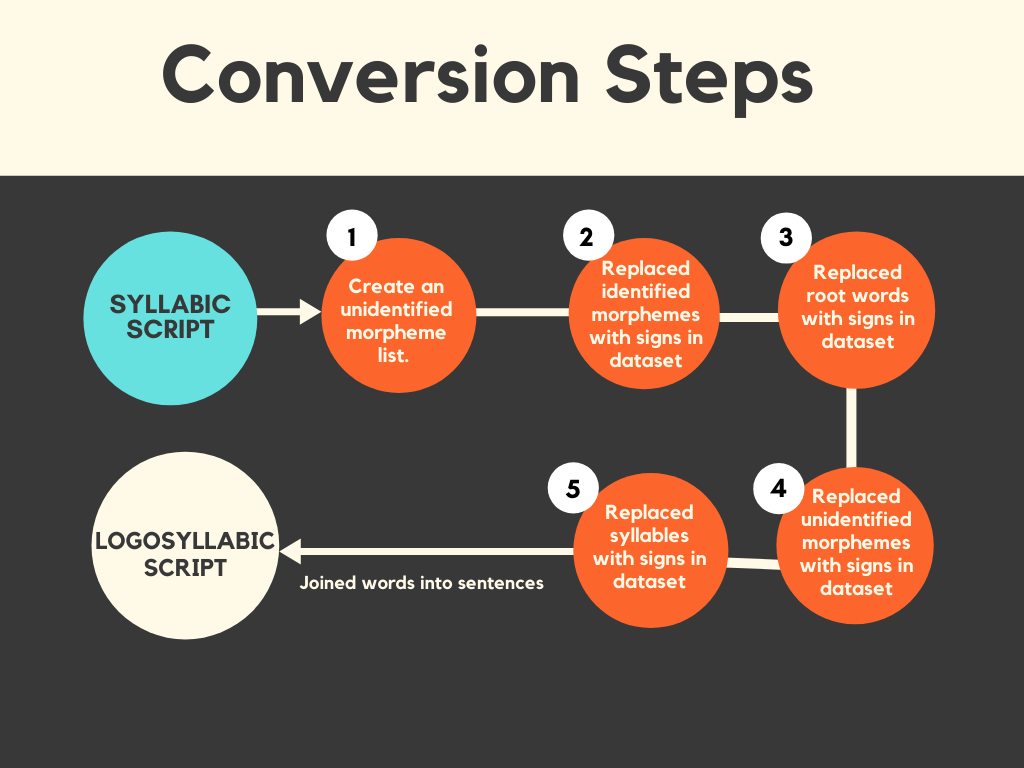 Conversion Steps
SYLLABIC
SCRIPT
1
Create an
unidentified
morpheme
list.
2
Replaced
identified
morphemes
with signs in
dataset
3
Replaced
root words
with signs in
dataset
4
Replaced
unidentified
morphemes
with signs in
dataset
5
Replaced
syllables
with signs in
dataset
Joined words into sentences
LOGOSYLLABIC
SCRIPT